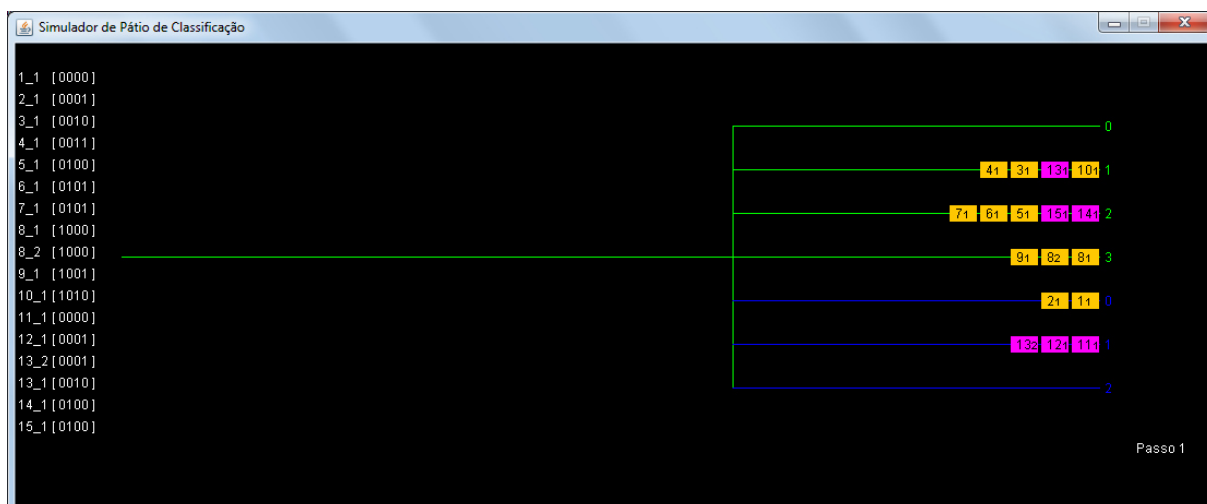 Simulador de Pátio de Classificação
1_1 [0000]
2_1 [0001]
3_1 [0010]
4_1 [0011]
5_1 [0100]
6_1 [0101]
7_1 [0101]
8_1 [1000]
8_2 [1000]
9_1 [1001]
10_1[1010]
11_1[0000]
12_1[0001]
13_2[0001]
13_1[0010]
14_1[0100]
15_1[0100]
0
41 31 131 101 1
71 61 51 151 141 2
91 82 81 3
21 11 0
132 121 111 1
2
Passo 1